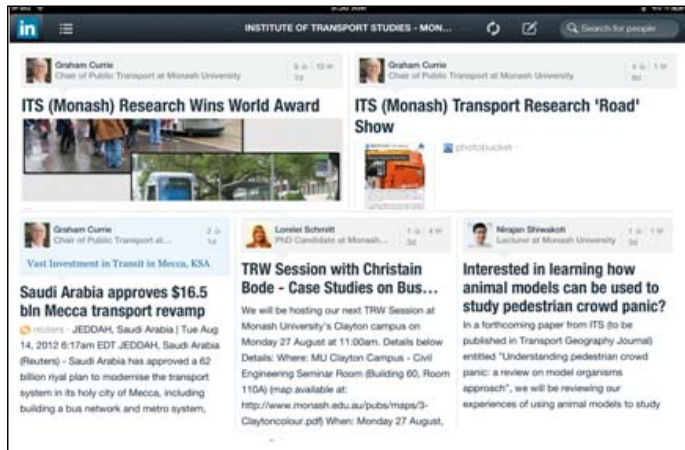 in
INSTITUTE OF TRANSPORT STUDIES - MON...
Search for people
Graham Currie
Chair of Public Transport at Monash University
ITS (Monash) Research Wins World Award
Graham Currie
Chair of Public Transport at Monash University
ITS (Monash) Transport Research 'Road'
Show
photobucket
Graham Currie
Chair of Public Transport at...
2
1d
Vast Investment in Transit in Mecca, KSA
Saudi Arabia approves $16.5
bln Mecca transport revamp
reuters · JEDDAH, Saudi Arabia | Tue Aug
14, 2012 6:17am EDT JEDDAH, Saudi Arabia
(Reuters) - Saudi Arabia has approved a 62
billion riyal plan to modernise the transport
system in its holy city of Mecca, including
building a bus network and metro system,
Lorelei Schmitt
PhD Candidate at Monash...
TRW Session with Christain
Bode - Case Studies on Bus...
We will be hosting our next TRW Session at
Monash University's Clayton campus on
Monday 27 August at 11:00am. Details below
Details: Where: MU Clayton Campus - Civil
Engineering Seminar Room (Building 60, Room
110A) (map available at:
http://www.monash.edu.au/pubs/maps/3-
Claytoncolour.pdf) When: Monday 27 August,
Nirajan Shiwakoti
Lecturer at Monash University
Interested in learning how
animal models can be used to
study pedestrian crowd panic?
In a forthcoming paper from ITS (to be
published in Transport Geography Journal)
entitled "Understanding pedestrian crowd
panic: a review on model organisms
approach", we will be reviewing our
experiences of using animal models to study